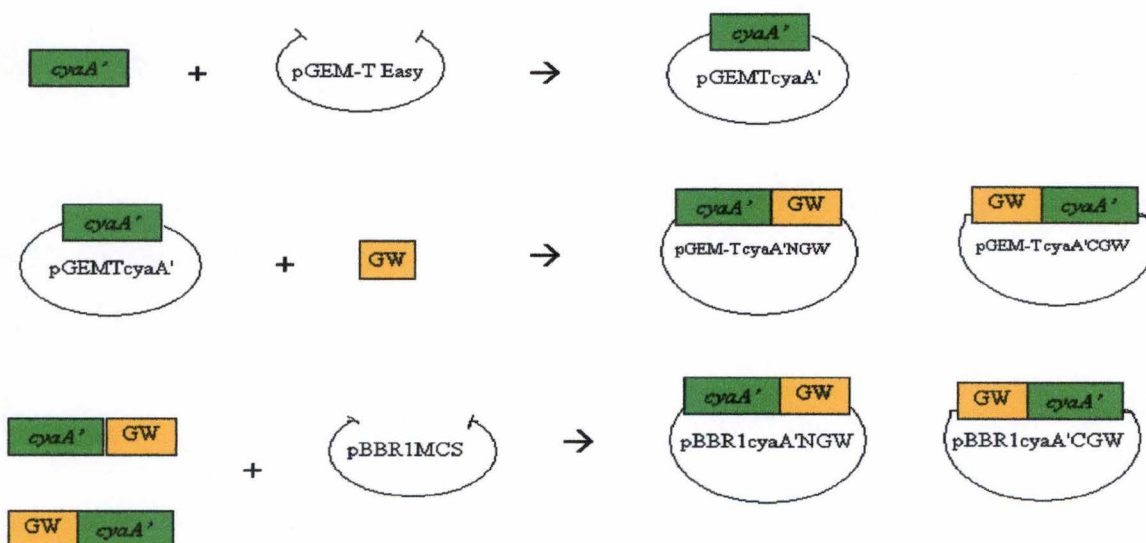 cyaA'
+
pGEM-T Easy
→
cyaA'
pGEMTcyaA'
cyaA'
pGEMTcyaA'
+
GW
→
cyaA' GW
pGEM-TcyaA'NGW
GW cyaA'
pGEM-TcyaA'CGW
cyaA' GW
GW cyaA'
+
pBBR1MCS
→
cyaA' GW
pBBR1cyaA'NGW
GW cyaA'
pBBR1cyaA'CGW